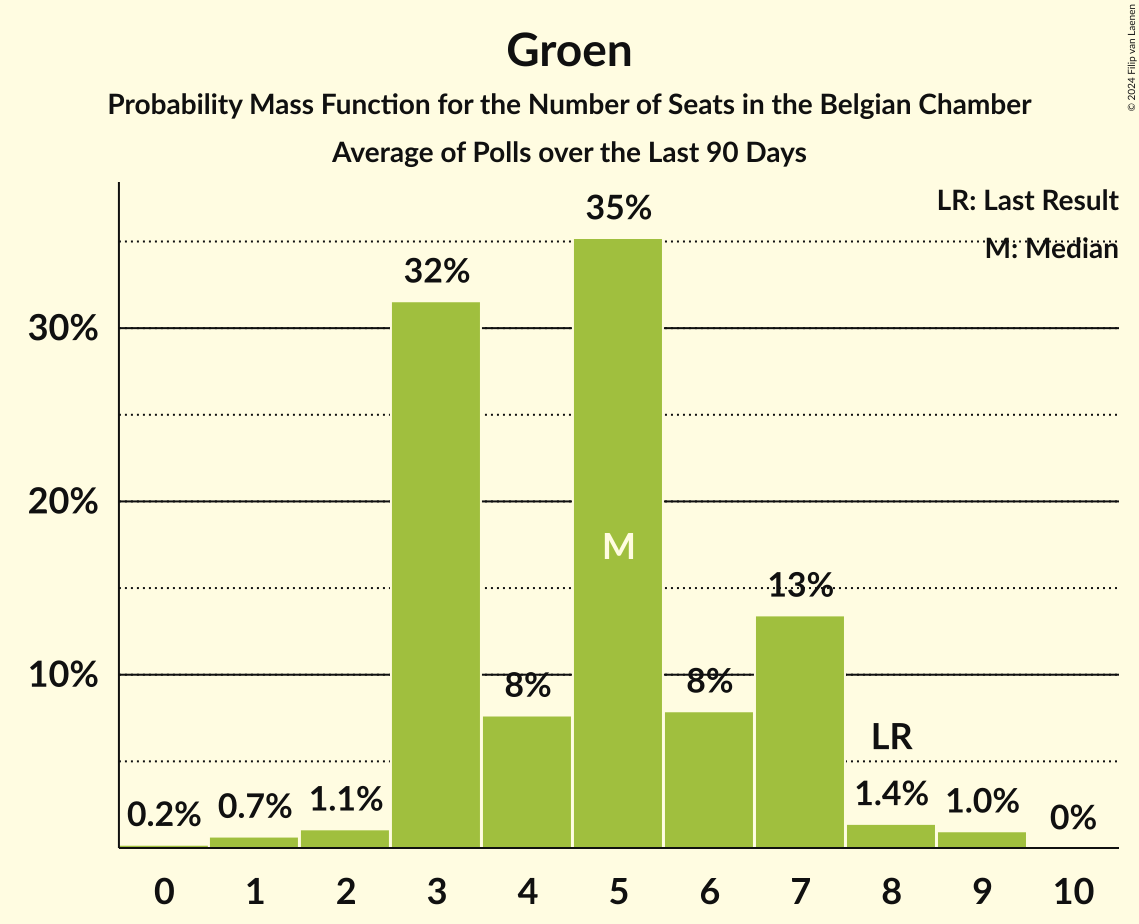 Groen
Probability Mass Function for the Number of Seats in the Belgian Chamber
Average of Polls over the Last 90 Days
© 2024 Filip van Laenen
LR: Last Result
M: Median
30%
20%
10%
0.2%
0.7%
1.1%
32%
8%
35%
M
8%
13%
LR
1.4%
1.0%
0%
0 1 2 3 4 5 6 7 8 9 10